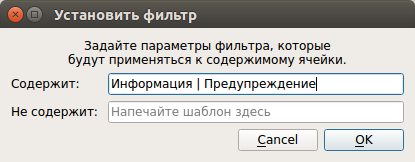 Установить фильтр
Задайте параметры фильтра, которые
будут применяться к содержимому ячейки.
Содержит: Информация | Предупреждение
Не содержит: Напечайте шаблон здесь
Cancel OK